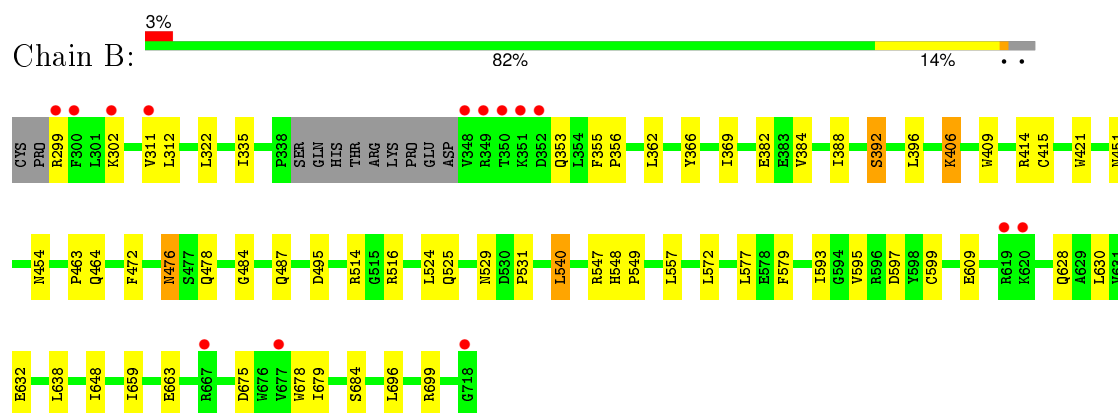 3%
Chain B:
82% 14% • •
CYS PRO R299 F300 L301 K302 V311 L312 L322 I335 P338 SER GLN HIS THR ARG LYS PRO GLU ASP V348 R349 T350 K351 D352 Q353 L354 F355 P356 L362 Y366 I369 E382 E383 V384 I388 S392 L396 K406 W409 R414 C415 W421 N451
N454 P463 Q464 F472 N476 S477 Q478 G484 Q487 D495 R514 G515 R516 L524 Q525 N529 D530 P531 L540 R547 H548 P549 L557 L572 L577 E578 F579 I593 G594 V595 R596 D597 Y598 C599 E609 R619 K620 Q628 A629 L630 V631
E632 L638 I648 I659 E663 R667 D675 W676 V677 W678 I679 S684 L696 R699 G718